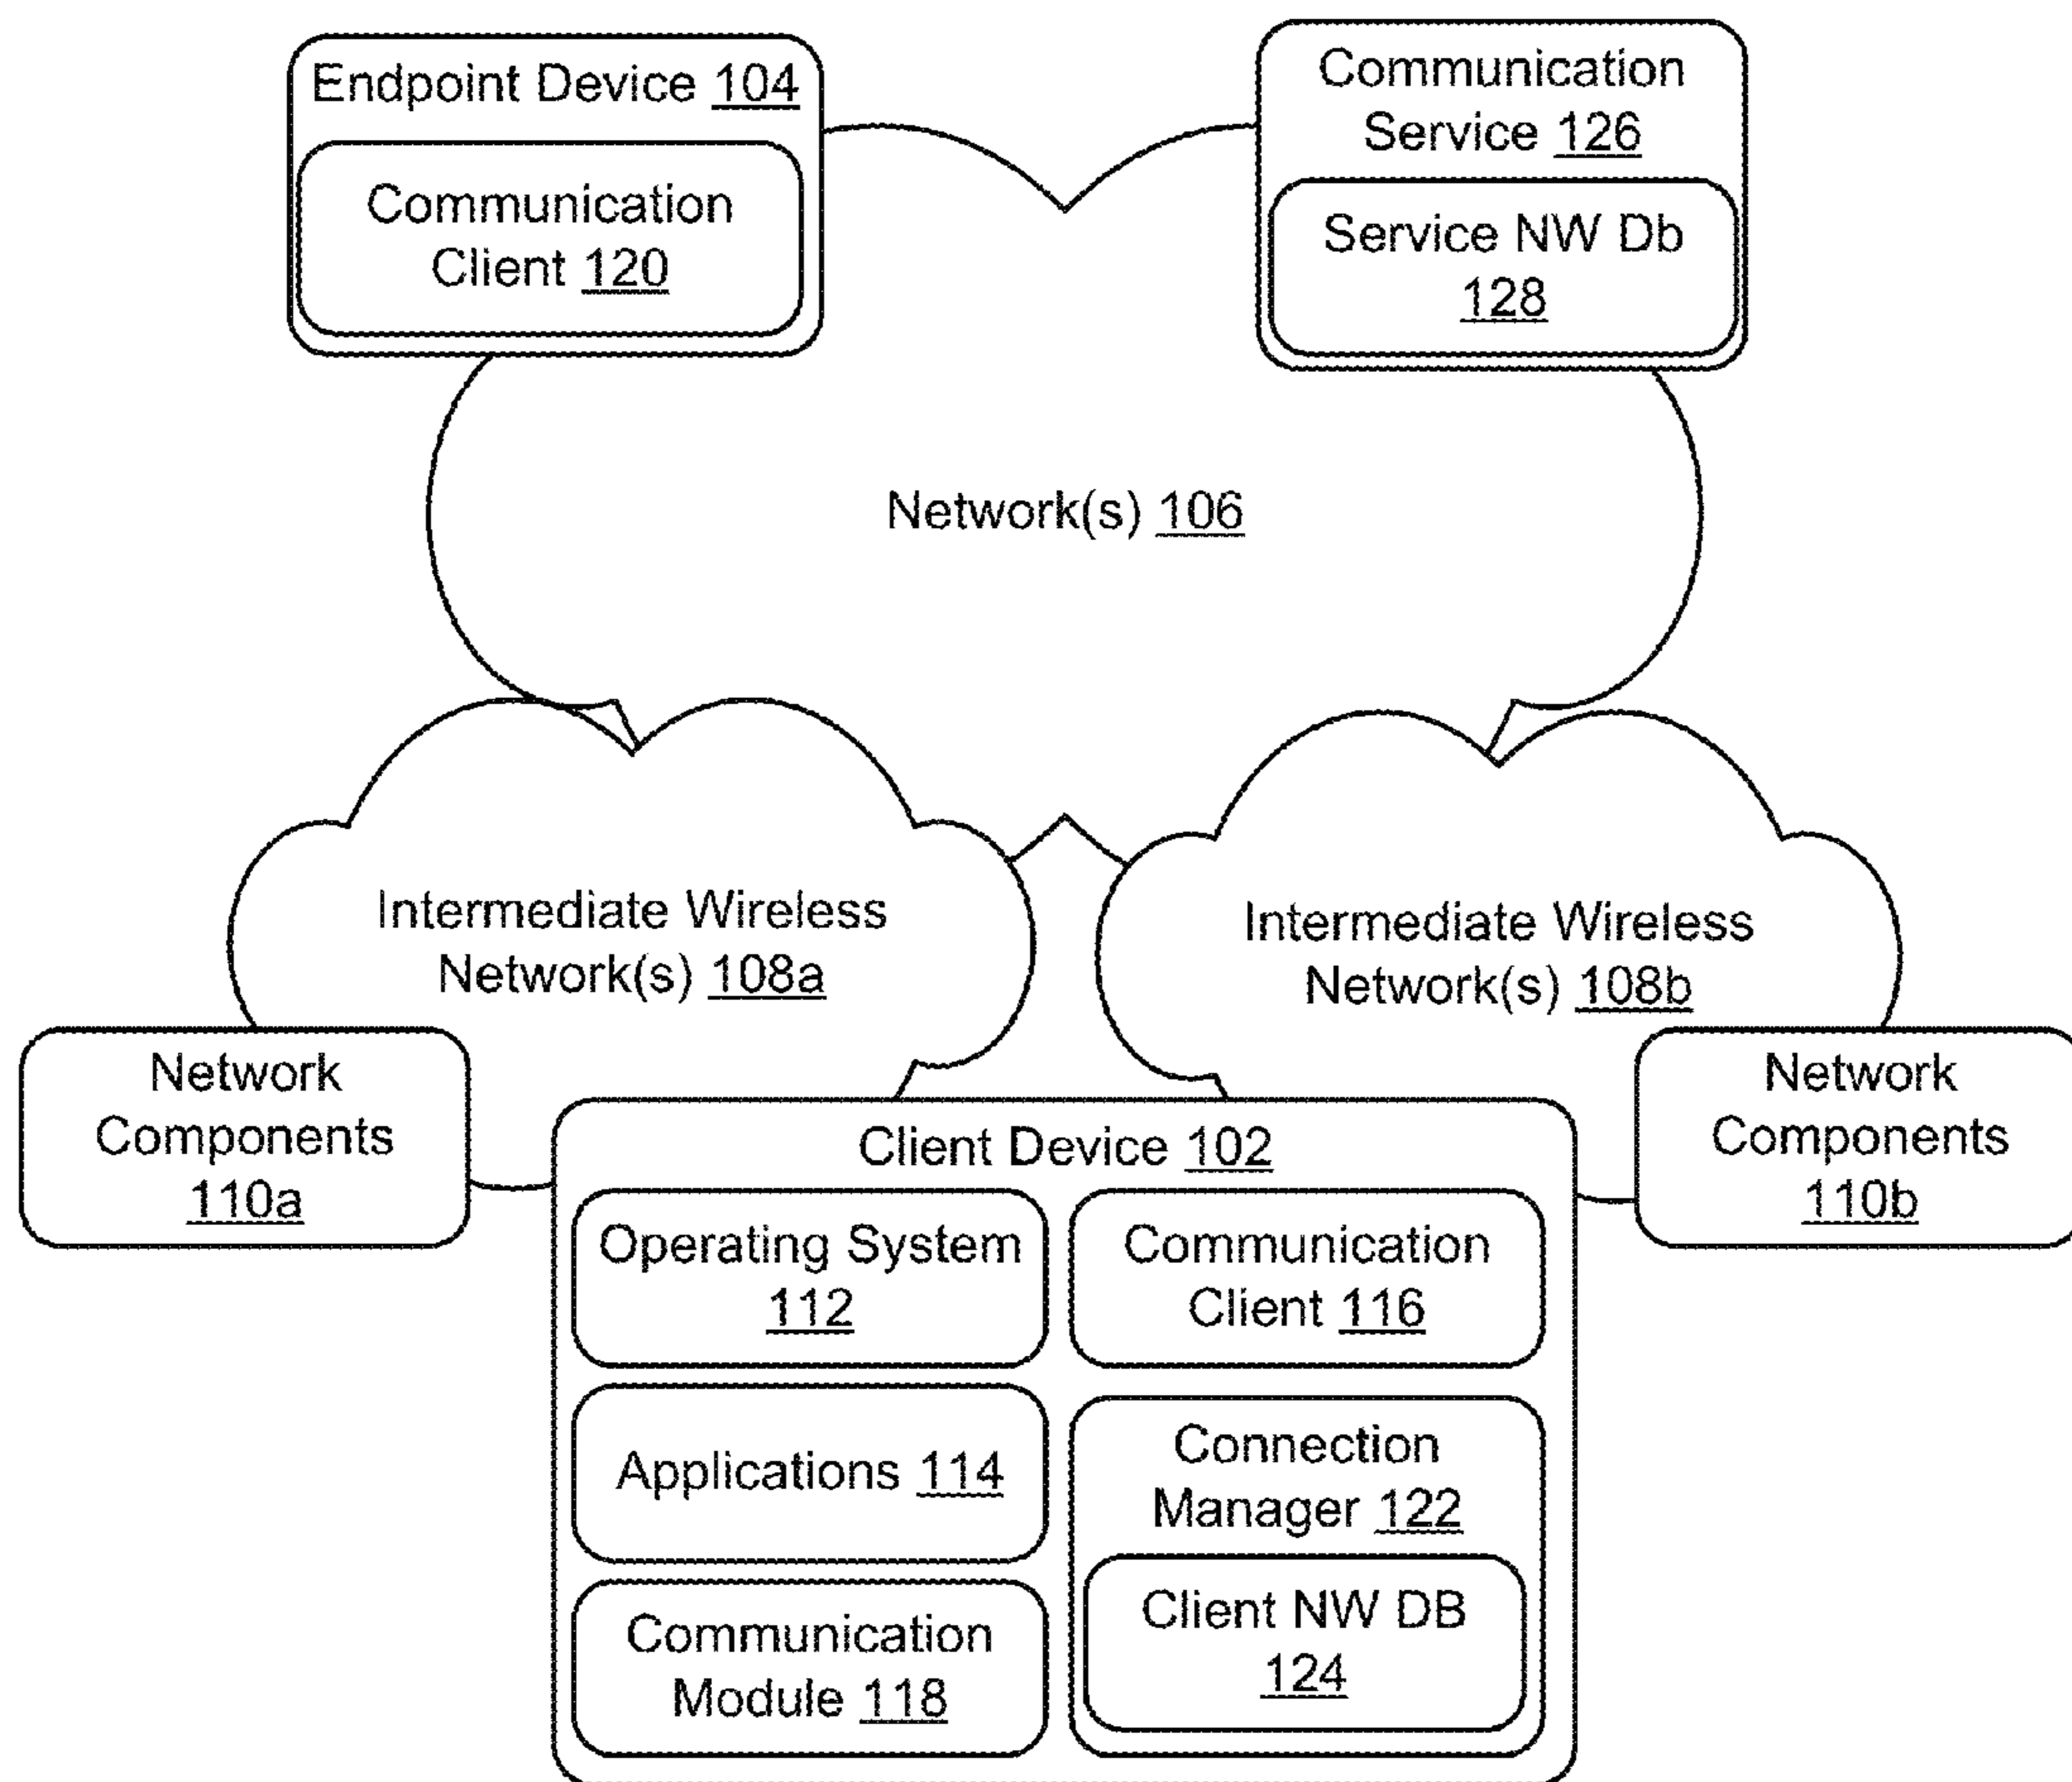 Endpoint Device 104
Communication
Client 120
Communication
Service 126
Service NW Db
128
Network(s) 106
Intermediate Wireless
Network(s) 108a
Intermediate Wireless
Network(s) 108b
Network
Components
110a
Network
Components
110b
Client Device 102
Operating System
112
Communication
Client 116
Applications 114
Connection
Manager 122
Communication
Module 118
Client NW DB
124